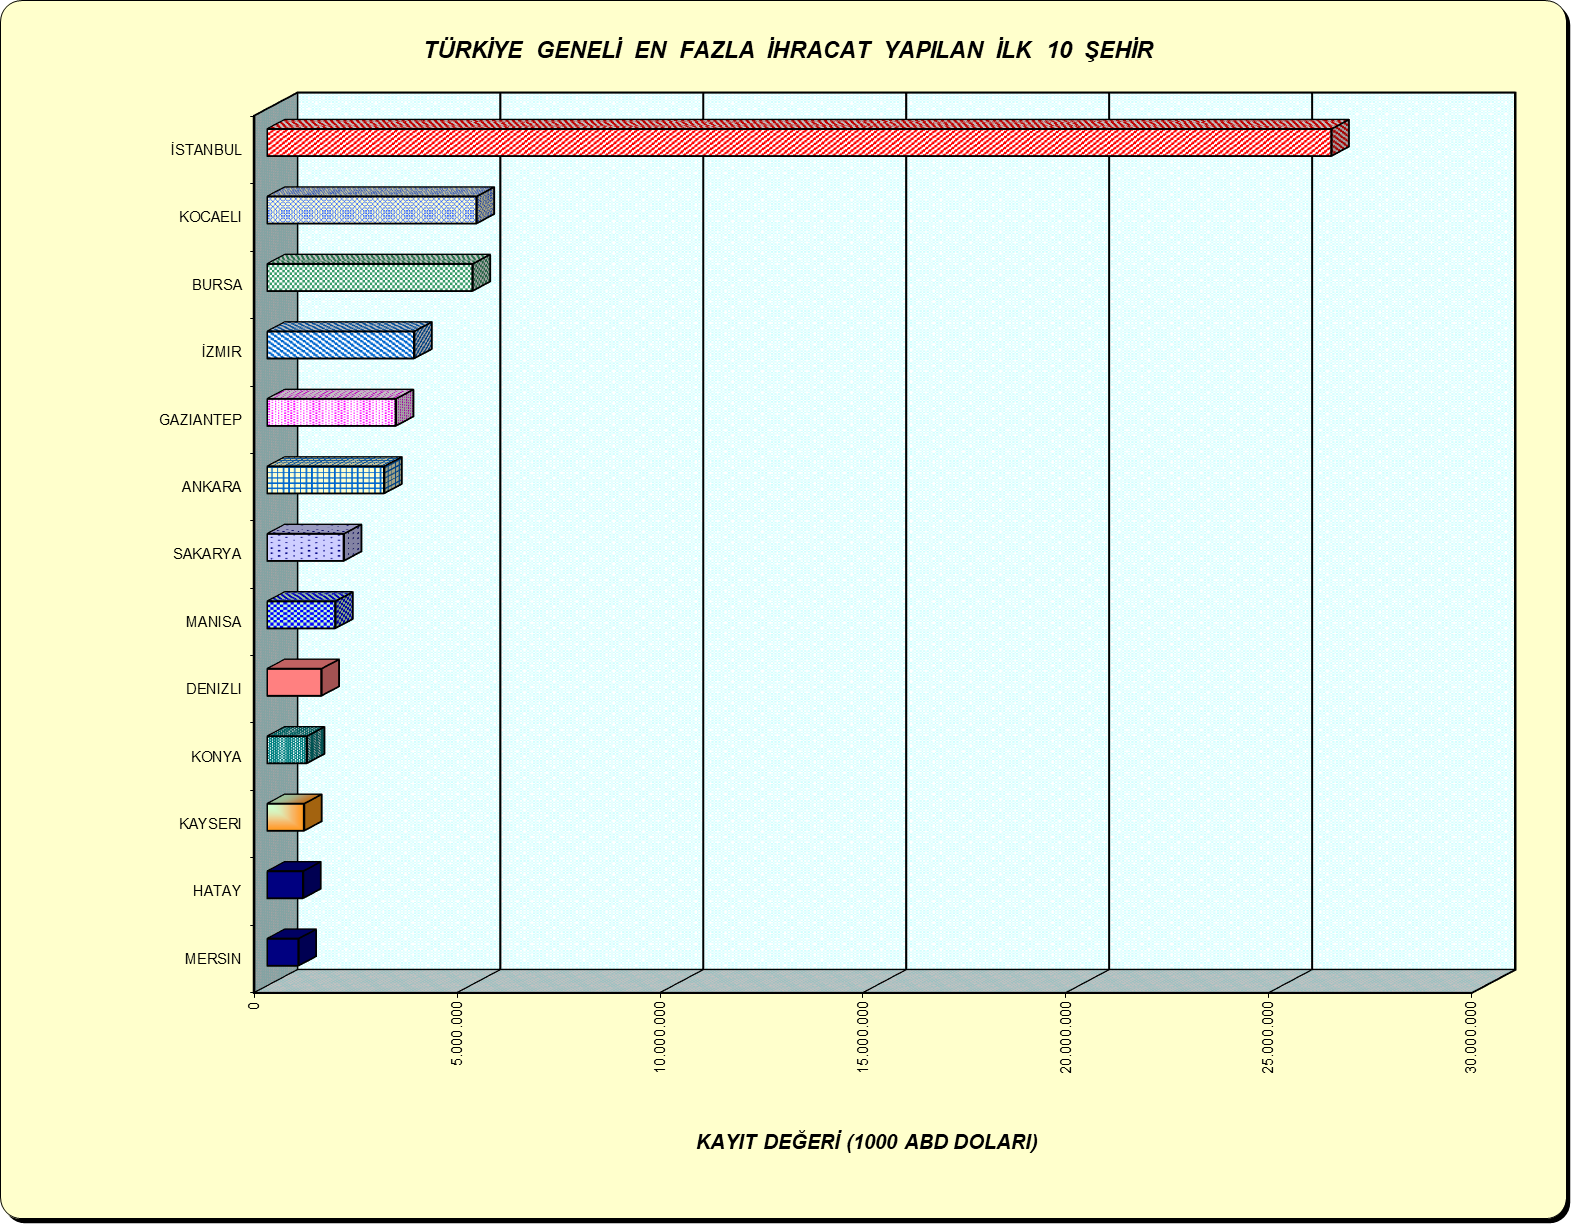 TÜRKİYE GENELİ EN FAZLA İHRACAT YAPILAN İLK 10 ŞEHİR
İSTANBUL
KOCAELI
BURSA
İZMIR
GAZIANTEP
ANKARA
SAKARYA
MANISA
DENIZLI
KONYA
KAYSERI
HATAY
MERSIN
0
5.000.000
10.000.000
15.000.000
20.000.000
25.000.000
30.000.000
KAYIT DEĞERİ (1000 ABD DOLARI)